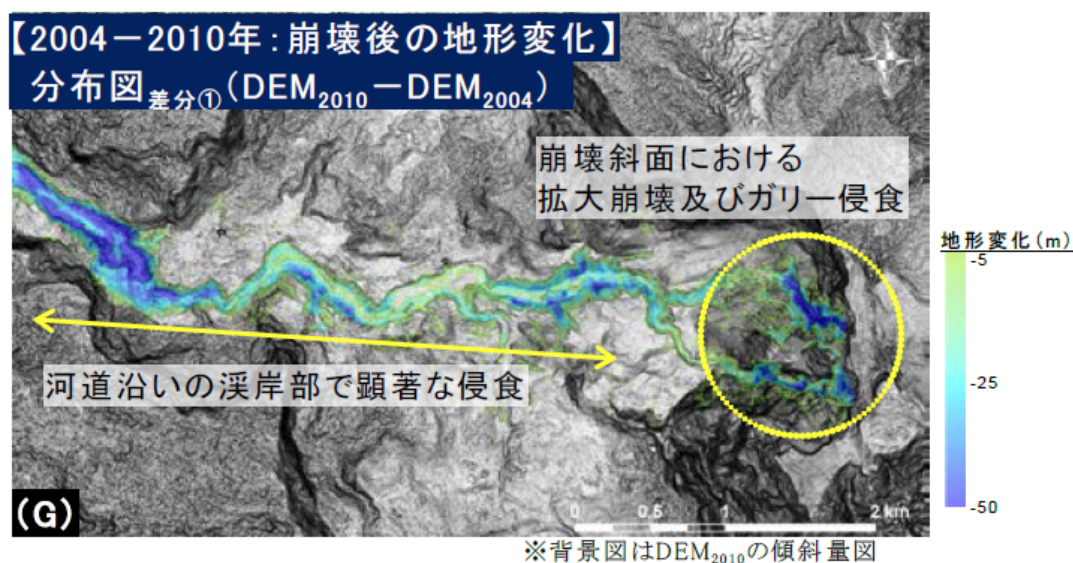 【2004－2010年：崩壊後の地形変化】
分布図差分①(DEM2010－DEM2004)
崩壊斜面における
拡大崩壊及びガリー侵食
地形変化(m)
-5
-25
-50
河道沿いの渓岸部で顕著な侵食
(G)
0 0.5 1 2 km
※背景図はDEM2010の傾斜量図